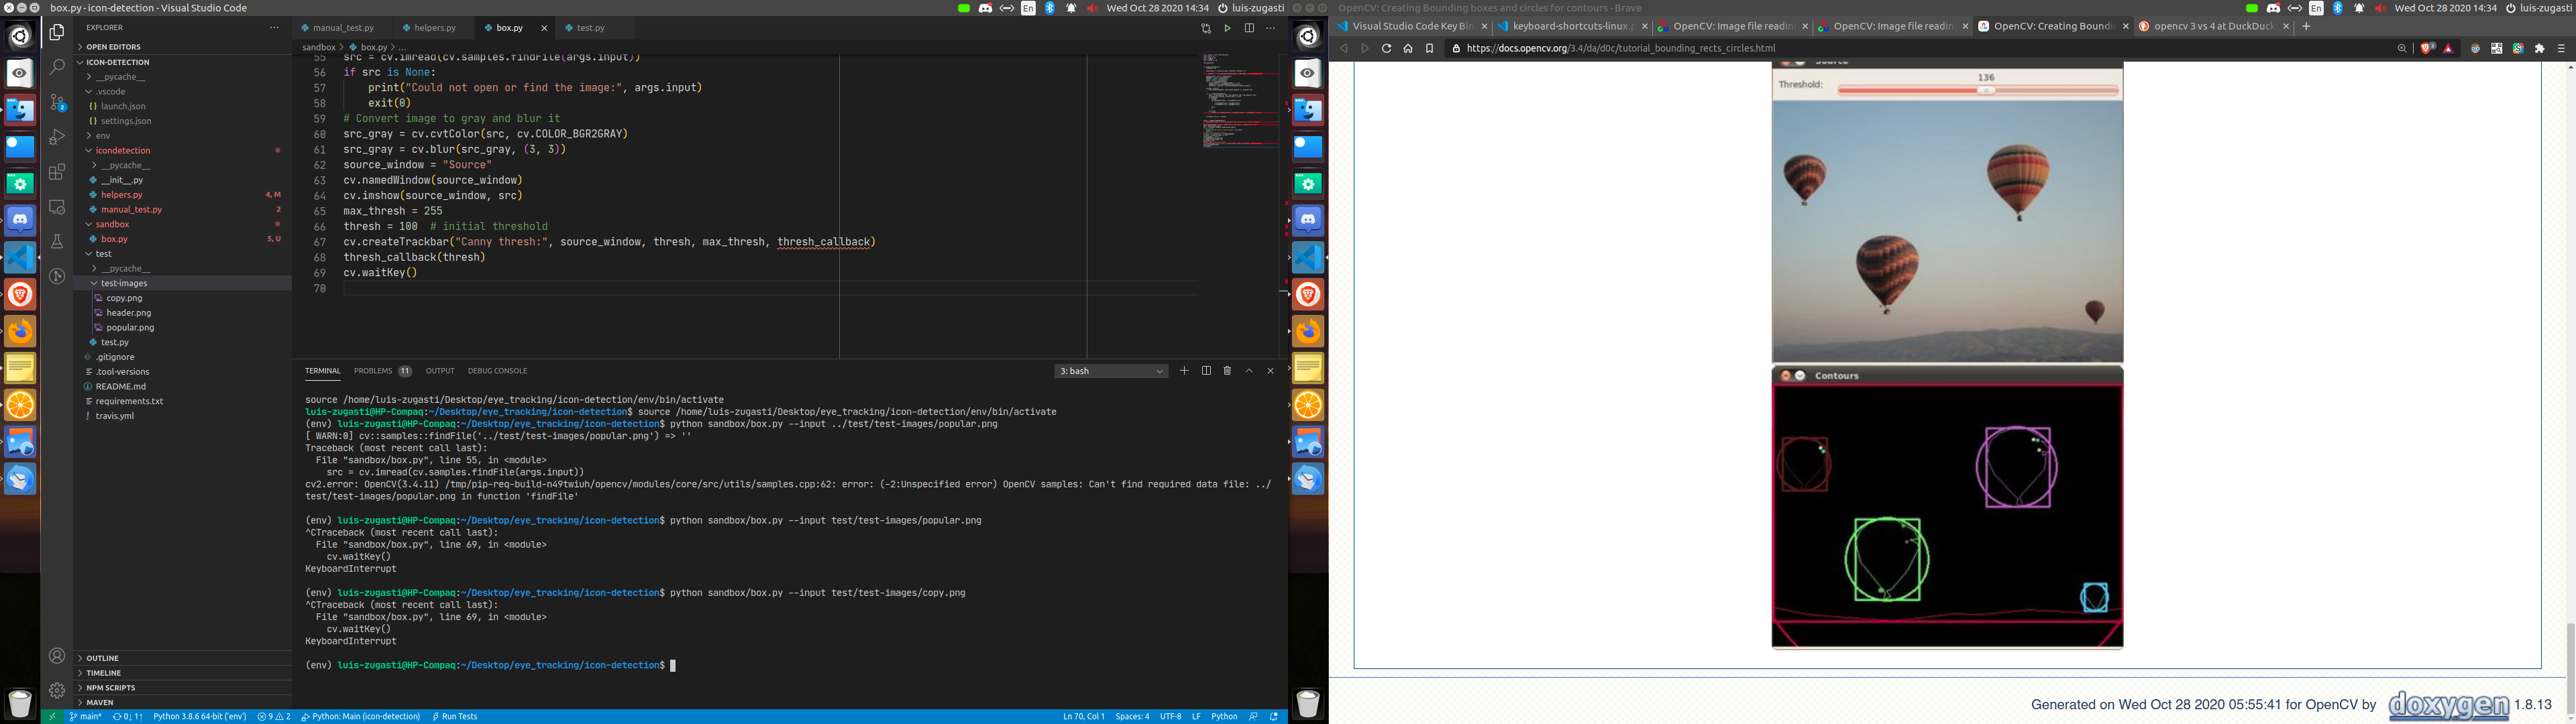 box.py - icon-detection - Visual Studio Code
En
Wed Oct 28 2020 14:34
luis-zugasti
EXPLORER
OPEN EDITORS
ICON-DETECTION
__pycache__
.vscode
launch.json
settings.json
env
icondetection
__pycache__
__init__.py
helpers.py 4, M
manual_test.py 2
sandbox
box.py 5, U
test
__pycache__
test-images
copy.png
header.png
popular.png
test.py
.gitignore
.tool-versions
README.md
requirements.txt
travis.yml
OUTLINE
TIMELINE
NPM SCRIPTS
MAVEN
manual_test.py
helpers.py
box.py
test.py
sandbox > box.py > ...
55 src = cv.imread(cv.samples.findFile(args.input))
56 if src is None:
57 print("Could not open or find the image:", args.input)
58 exit(0)
59 # Convert image to gray and blur it
60 src_gray = cv.cvtColor(src, cv.COLOR_BGR2GRAY)
61 src_gray = cv.blur(src_gray, (3, 3))
62 source_window = "Source"
63 cv.namedWindow(source_window)
64 cv.imshow(source_window, src)
65 max_thresh = 255
66 thresh = 100 # initial threshold
67 cv.createTrackbar("Canny thresh:", source_window, thresh, max_thresh, thresh_callback)
68 thresh_callback(thresh)
69 cv.waitKey()
70
TERMINAL
PROBLEMS 11
OUTPUT
DEBUG CONSOLE
3: bash
source /home/luis-zugasti/Desktop/eye_tracking/icon-detection/env/bin/activate
luis-zugasti@HP-Compaq:~/Desktop/eye_tracking/icon-detection$ source /home/luis-zugasti/Desktop/eye_tracking/icon-detection/env/bin/activate
(env) luis-zugasti@HP-Compaq:~/Desktop/eye_tracking/icon-detection$ python sandbox/box.py --input ../test/test-images/popular.png
[ WARN:0] cv::samples::findFile('../test/test-images/popular.png') => ''
Traceback (most recent call last):
File "sandbox/box.py", line 55, in <module>
src = cv.imread(cv.samples.findFile(args.input))
cv2.error: OpenCV(3.4.11) /tmp/pip-req-build-n49twiuh/opencv/modules/core/src/utils/samples.cpp:62: error: (-2:Unspecified error) OpenCV samples: Can't find required data file: ../
test/test-images/popular.png in function 'findFile'
(env) luis-zugasti@HP-Compaq:~/Desktop/eye_tracking/icon-detection$ python sandbox/box.py --input test/test-images/popular.png
^CTraceback (most recent call last):
File "sandbox/box.py", line 69, in <module>
cv.waitKey()
KeyboardInterrupt
(env) luis-zugasti@HP-Compaq:~/Desktop/eye_tracking/icon-detection$ python sandbox/box.py --input test/test-images/copy.png
^CTraceback (most recent call last):
File "sandbox/box.py", line 69, in <module>
cv.waitKey()
KeyboardInterrupt
(env) luis-zugasti@HP-Compaq:~/Desktop/eye_tracking/icon-detection$
main* 0↓ 1↑ Python 3.8.6 64-bit ('env') 9 2 Python: Main (icon-detection) Run Tests
Ln 70, Col 1 Spaces: 4 UTF-8 LF Python
OpenCV: Creating Bounding boxes and circles for contours - Brave
En
Wed Oct 28 2020 14:34
luis-zugasti
Visual Studio Code Key Bin
keyboard-shortcuts-linux.p
OpenCV: Image file readin
OpenCV: Image file readin
OpenCV: Creating Boundin
opencv 3 vs 4 at DuckDuck
https://docs.opencv.org/3.4/da/d0c/tutorial_bounding_rects_circles.html
Source
136
Threshold:
Contours
Generated on Wed Oct 28 2020 05:55:41 for OpenCV by doxygen 1.8.13